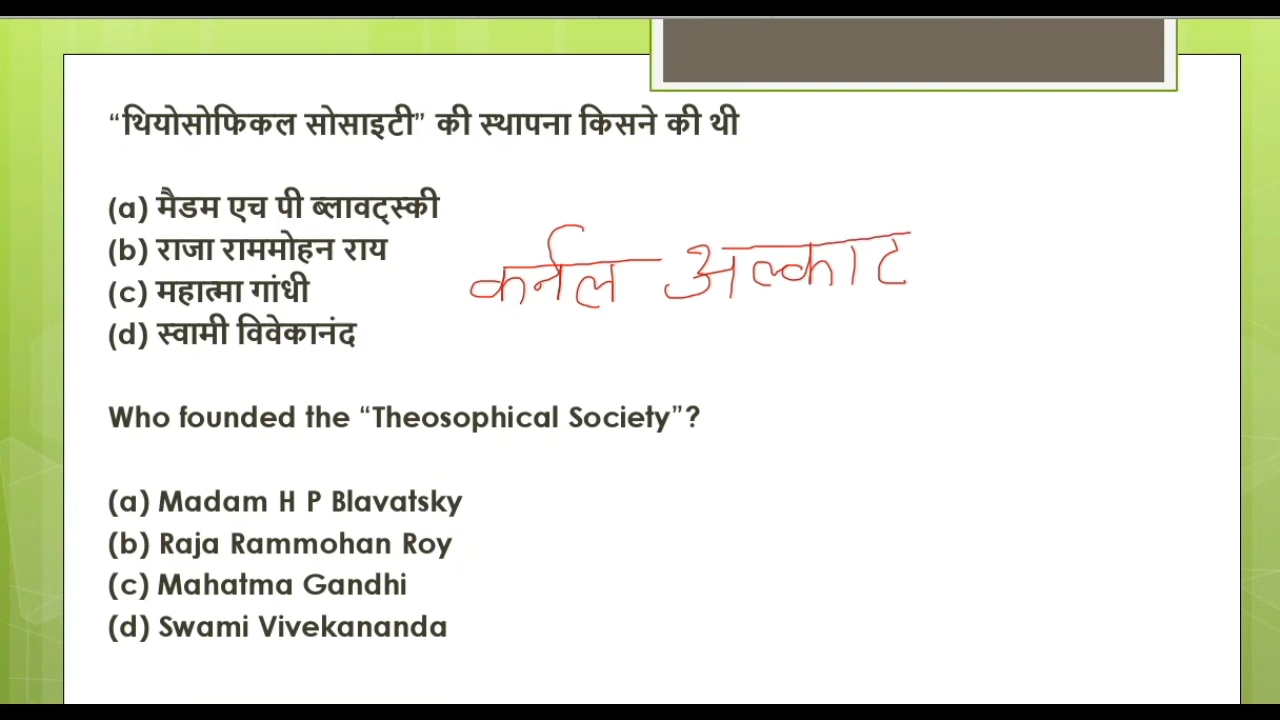 “थियोसोफिकल सोसाइटी” की स्थापना किसने की थी
(a) मैडम एच पी ब्लावट्स्की
(b) राजा राममोहन राय
(c) महात्मा गांधी
(d) स्वामी विवेकानंद
कर्नल अल्काट
Who founded the “Theosophical Society”?
(a) Madam H P Blavatsky
(b) Raja Rammohan Roy
(c) Mahatma Gandhi
(d) Swami Vivekananda